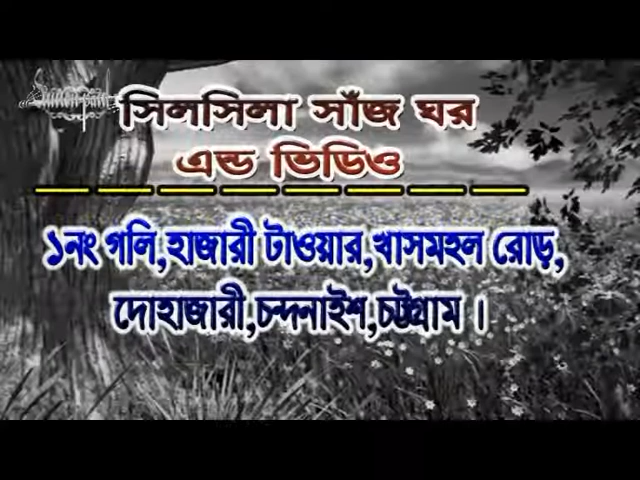 সিলসিলা সাঁজ ঘর
এন্ড ভিডিও
১নং গলি,হাজারী টাওয়ার,খাসমহল রোড়,
দোহাজারী,চন্দনাইশ,চট্টগ্রাম ।